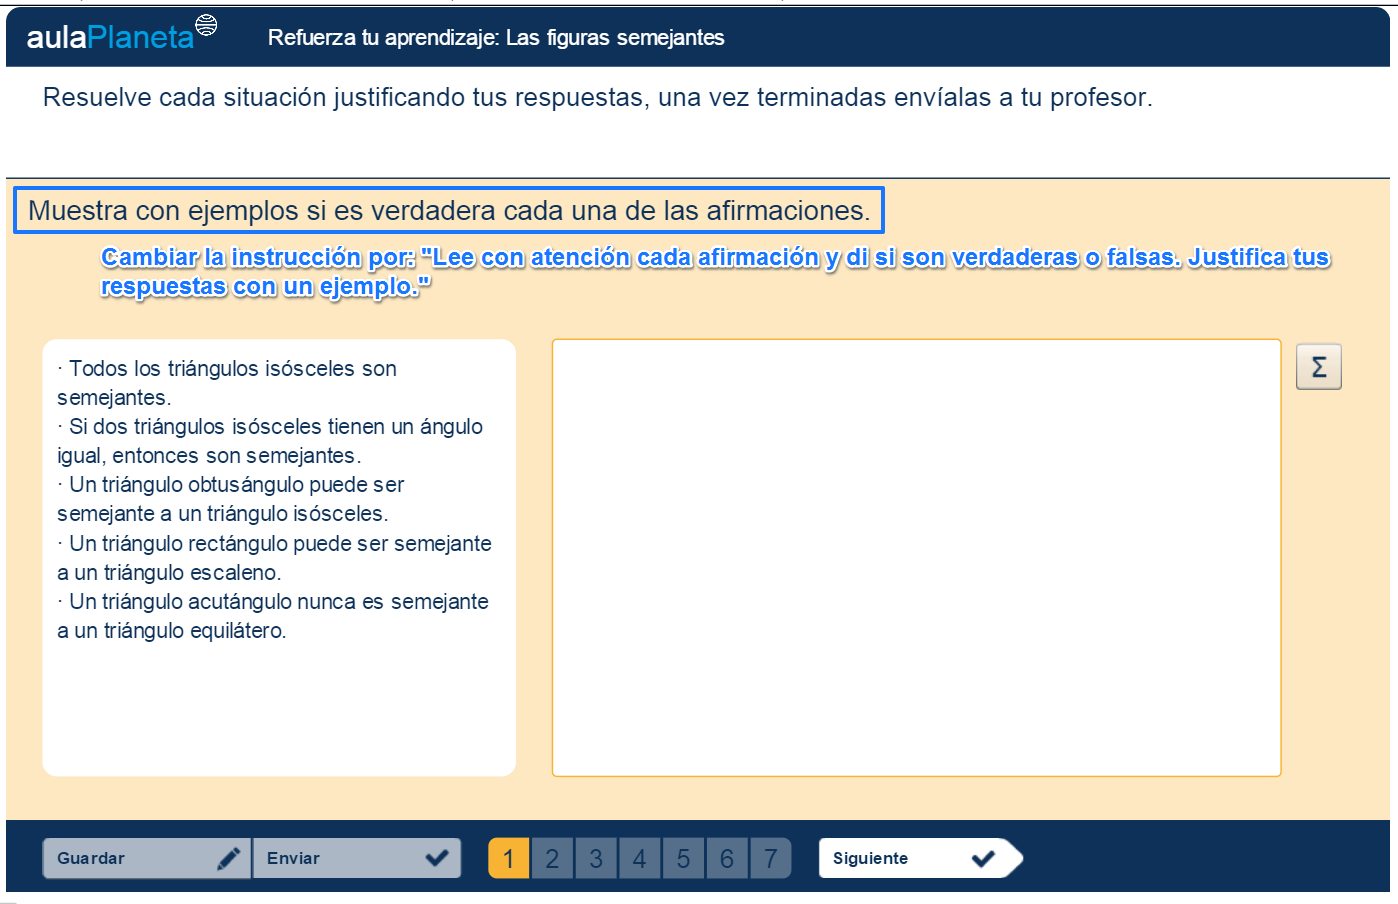 aulaPlaneta
Refuerza tu aprendizaje: Las figuras semejantes
Resuelve cada situación justificando tus respuestas, una vez terminadas envíalas a tu profesor.
Muestra con ejemplos si es verdadera cada una de las afirmaciones.
Cambiar la instrucción por: "Lee con atención cada afirmación y di si son verdaderas o falsas. Justifica tus
respuestas con un ejemplo."
· Todos los triángulos isósceles son
semejantes.
· Si dos triángulos isósceles tienen un ángulo
igual, entonces son semejantes.
· Un triángulo obtusángulo puede ser
semejante a un triángulo isósceles.
· Un triángulo rectángulo puede ser semejante
a un triángulo escaleno.
· Un triángulo acutángulo nunca es semejante
a un triángulo equilátero.
Σ
Guardar
Enviar
1 2 3 4 5 6 7
Siguiente